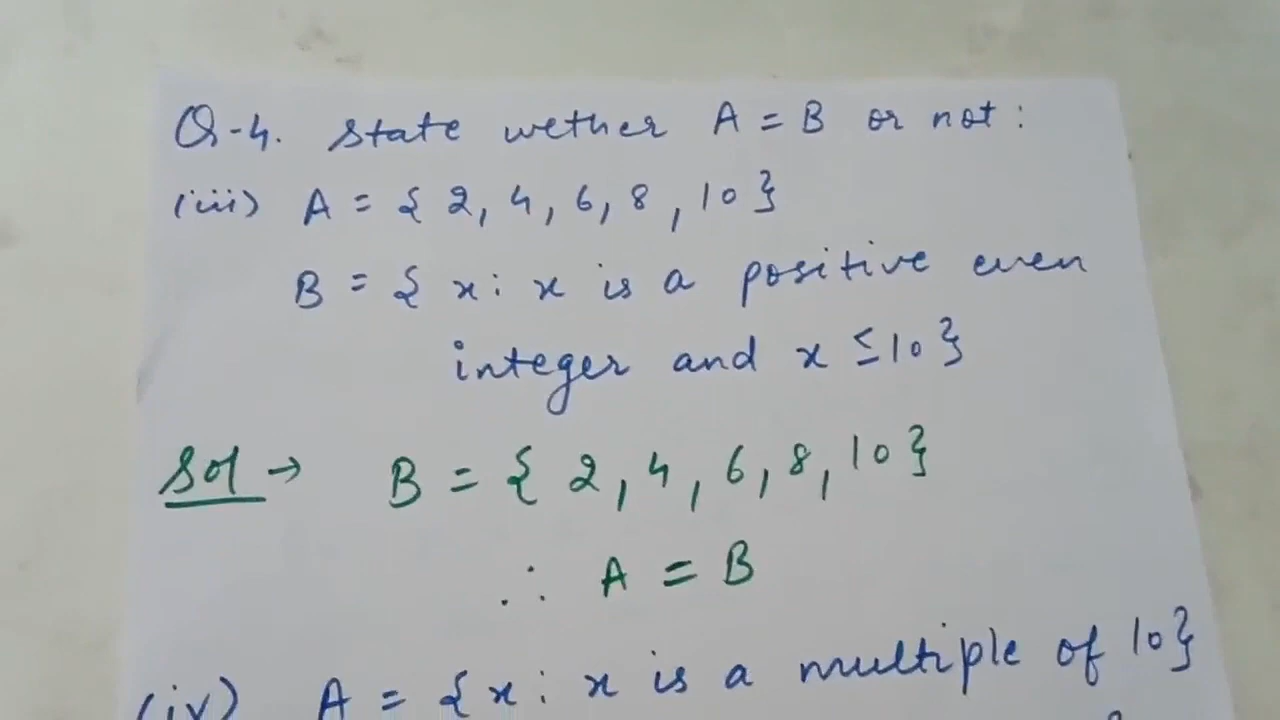 Q-4. State wether A = B or not:
(iii) A = { 2, 4, 6, 8, 10 }
B = { x: x is a positive even
integer and x ≤ 10 }
Sol → B = { 2, 4, 6, 8, 10 }
∴ A = B
(iv) A = { x: x is a multiple of 10 }